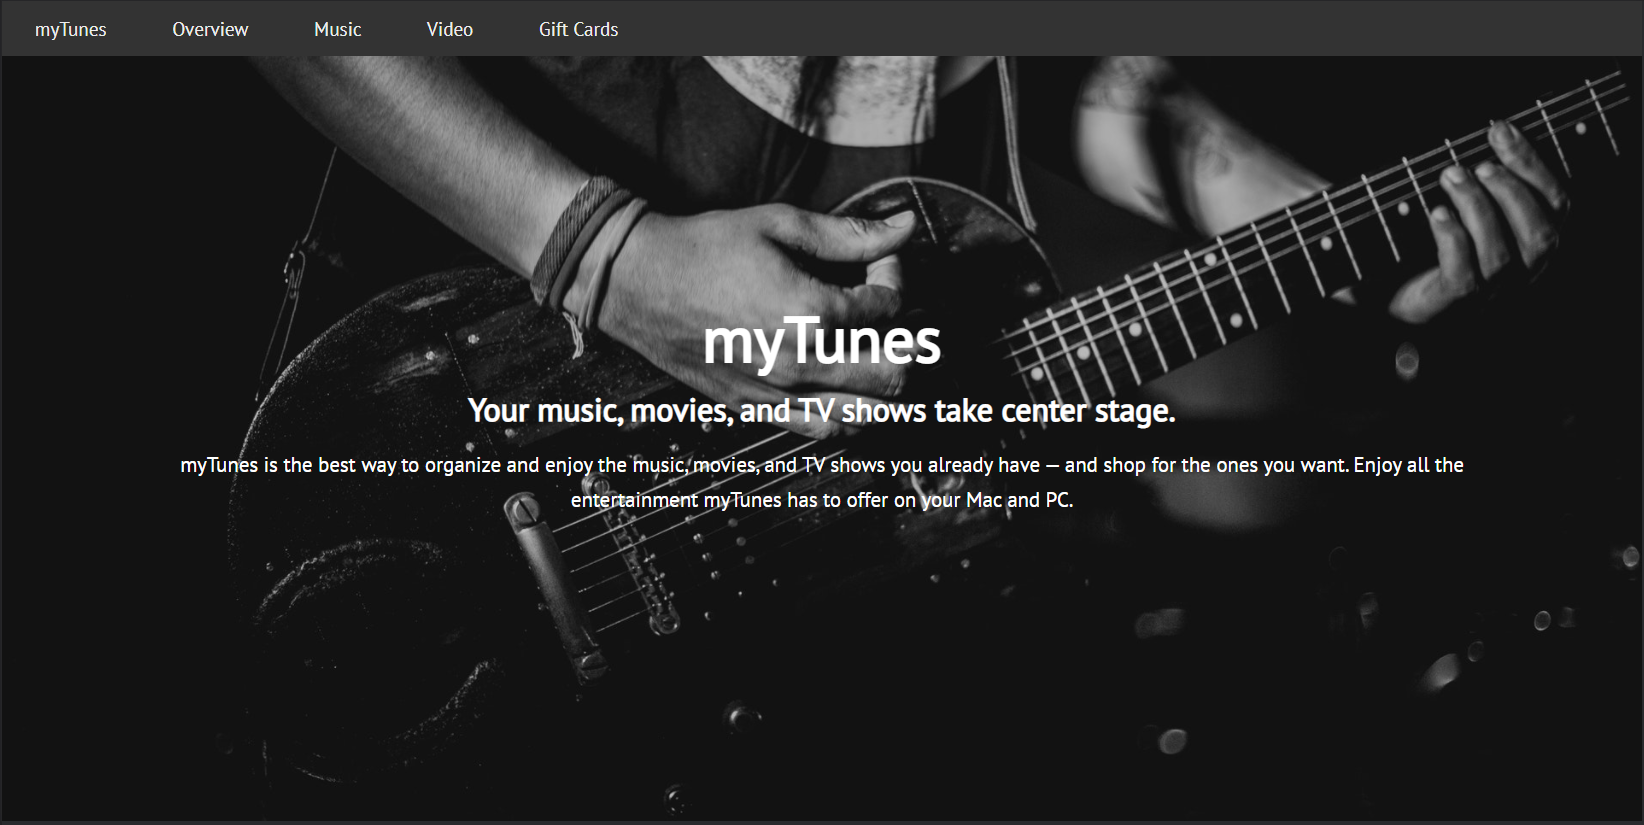 myTunes Overview Music Video Gift Cards
myTunes
Your music, movies, and TV shows take center stage.
myTunes is the best way to organize and enjoy the music, movies, and TV shows you already have — and shop for the ones you want. Enjoy all the
entertainment myTunes has to offer on your Mac and PC.